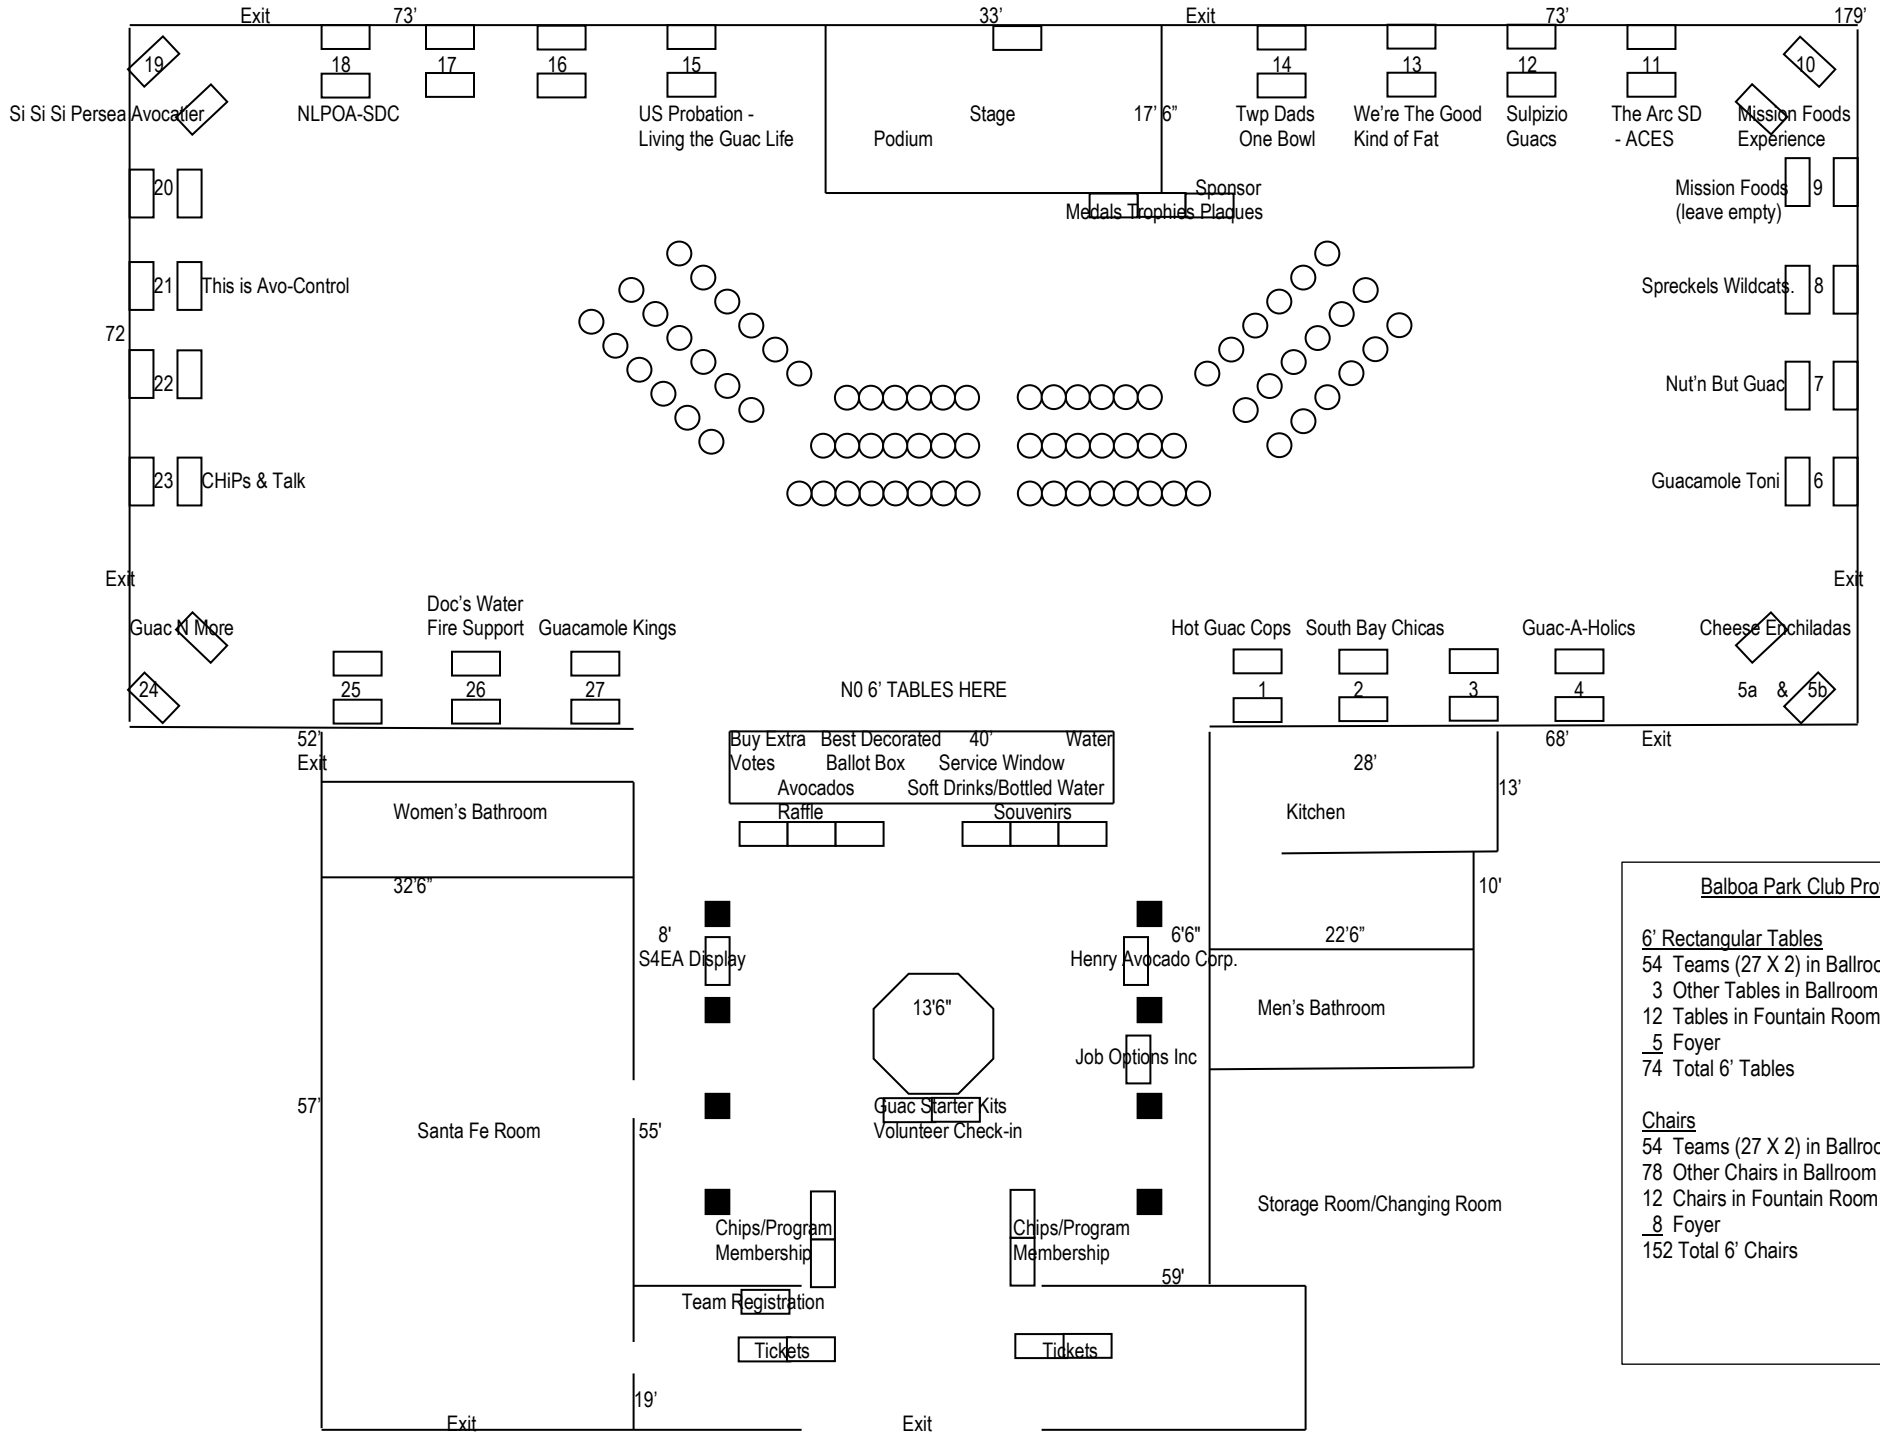 Exit 73' 33' Exit 73' 179'
19 18 17 16 15 14 13 12 11 10
Si Si Si Persea Avocatier
NLPOA-SDC
US Probation -
Living the Guac Life
Stage
Podium
17' 6"
Twp Dads
One Bowl
We're The Good
Kind of Fat
Sulpizio
Guacs
The Arc SD
- ACES
Mission Foods
Experience
Sponsor
Medals Trophies Plaques
20
Mission Foods
(leave empty)
9
21 This is Avo-Control
Spreckels Wildcats. 8
72
22
Nut'n But Guac 7
23 CHiPs & Talk
Guacamole Toni 6
Exit
Exit
Guac N More
Doc's Water
Fire Support
Guacamole Kings
Hot Guac Cops
South Bay Chicas
Guac-A-Holics
Cheese Enchiladas
24 25 26 27
N0 6' TABLES HERE
1 2 3 4 5a & 5b
52'
Exit
Buy Extra
Votes
Best Decorated
Ballot Box
40'
Service Window
Water
Avocados
Soft Drinks/Bottled Water
Raffle
Souvenirs
68' Exit
28'
13'
Kitchen
Women's Bathroom
32'6"
10'
8'
S4EA Display
6'6"
Henry Avocado Corp.
22'6"
13'6"
Men's Bathroom
Job Options Inc
57'
Santa Fe Room
55'
Guac Starter Kits
Volunteer Check-in
Storage Room/Changing Room
Chips/Program
Membership
Chips/Program
Membership
59'
Team Registration
Tickets
Tickets
19'
Exit
Exit
Balboa Park Club Pro
6' Rectangular Tables
54 Teams (27 X 2) in Ballroo
3 Other Tables in Ballroom
12 Tables in Fountain Room
5 Foyer
74 Total 6' Tables
Chairs
54 Teams (27 X 2) in Ballroo
78 Other Chairs in Ballroom
12 Chairs in Fountain Room
8 Foyer
152 Total 6' Chairs